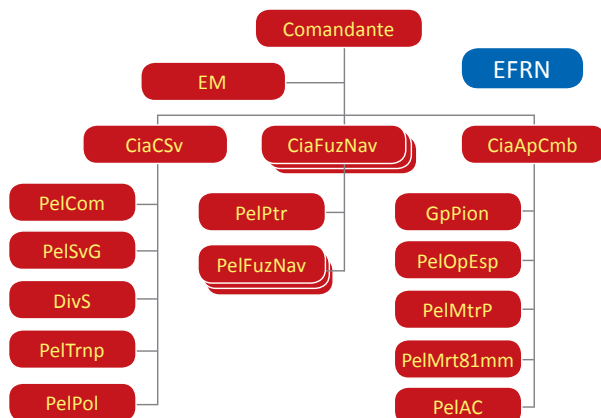 Comandante
EM
EFRN
CiaCSv
CiaFuzNav
CiaApCmb
PelCom
PelSvG
DivS
PelTrnp
PelPol
PelPtr
PelFuzNav
GpPion
PelOpEsp
PelMtrP
PelMrt81mm
PelAC